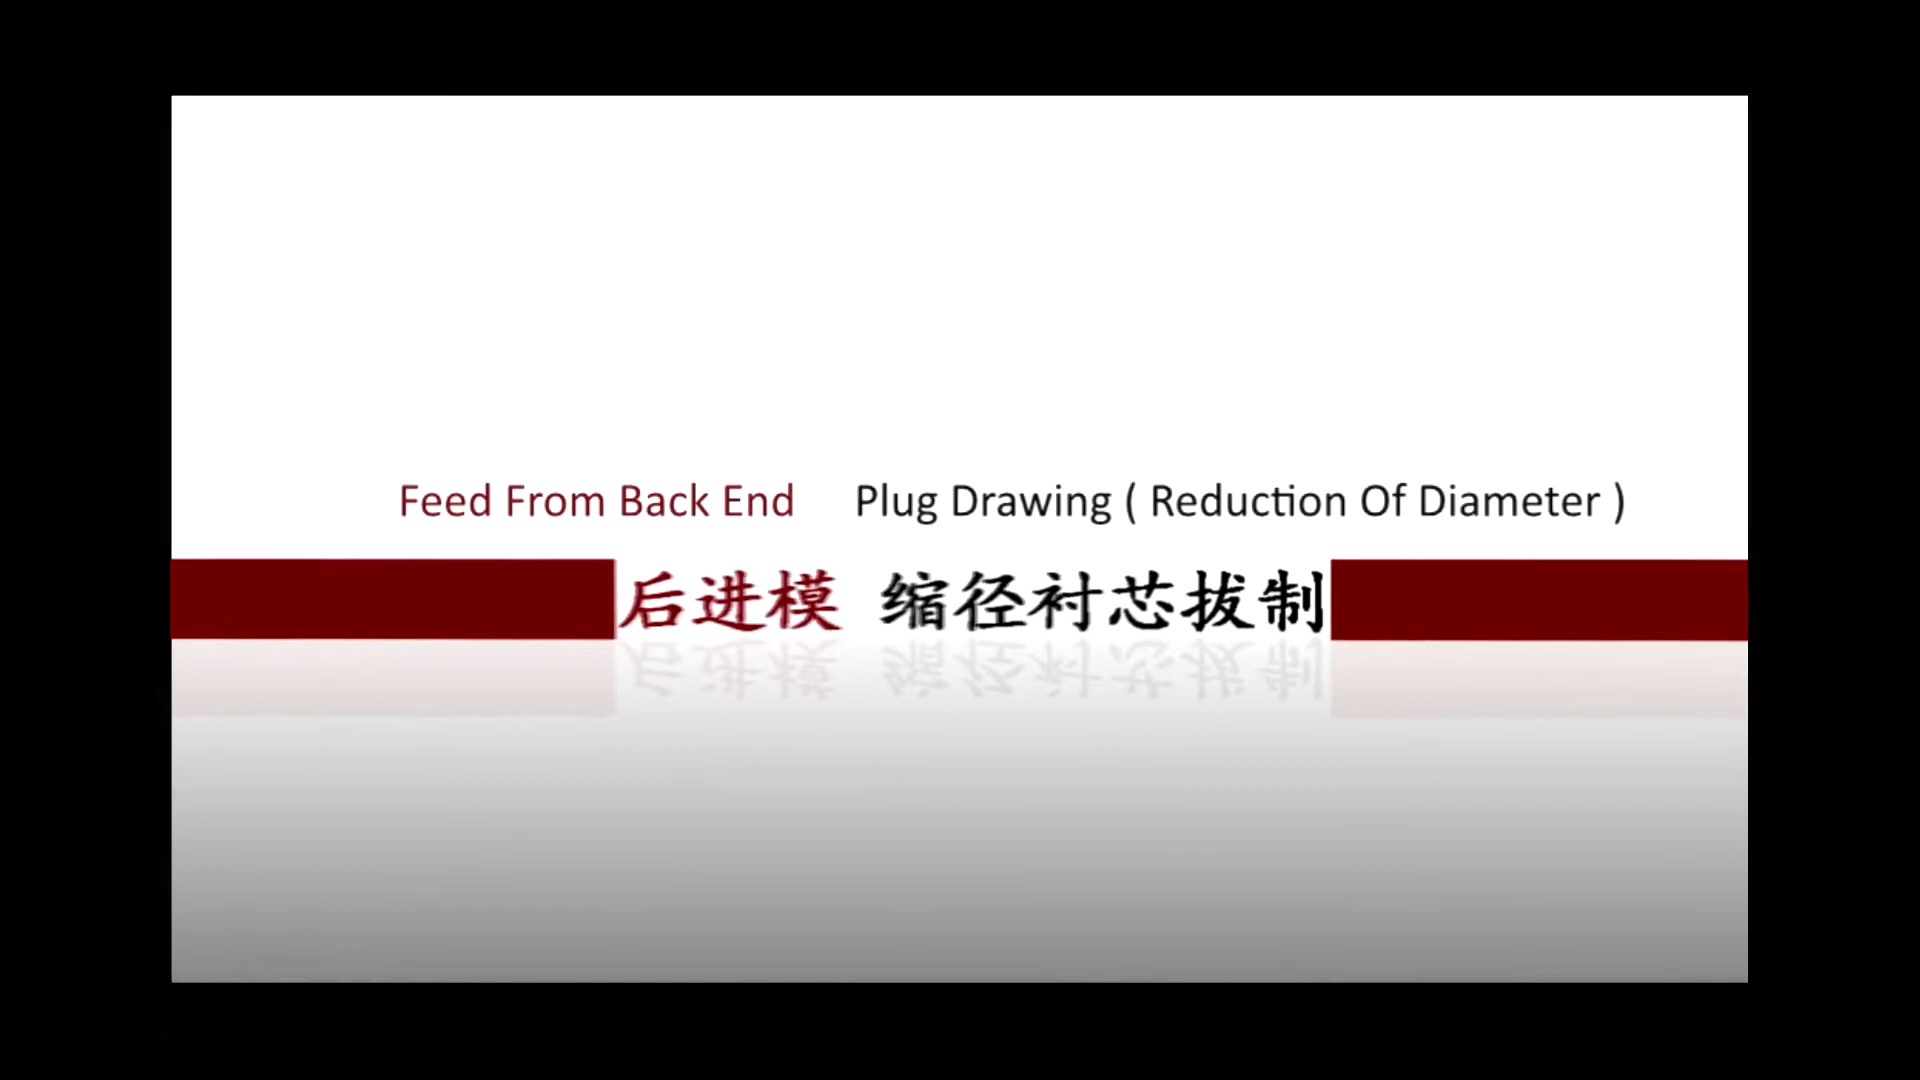 Feed From Back End Plug Drawing ( Reduction Of Diameter )
后进模 缩径衬芯拔制